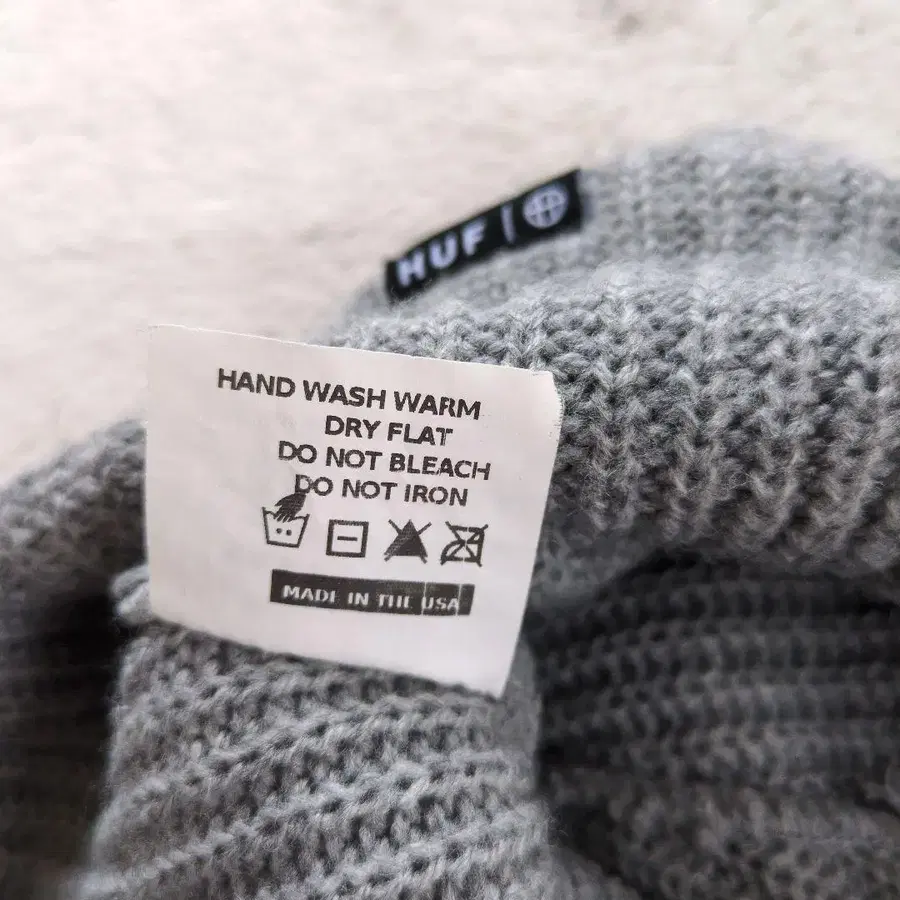 HUF
HAND WASH WARM
DRY FLAT
DO NOT BLEACH
DO NOT IRON
MADE IN THE USA